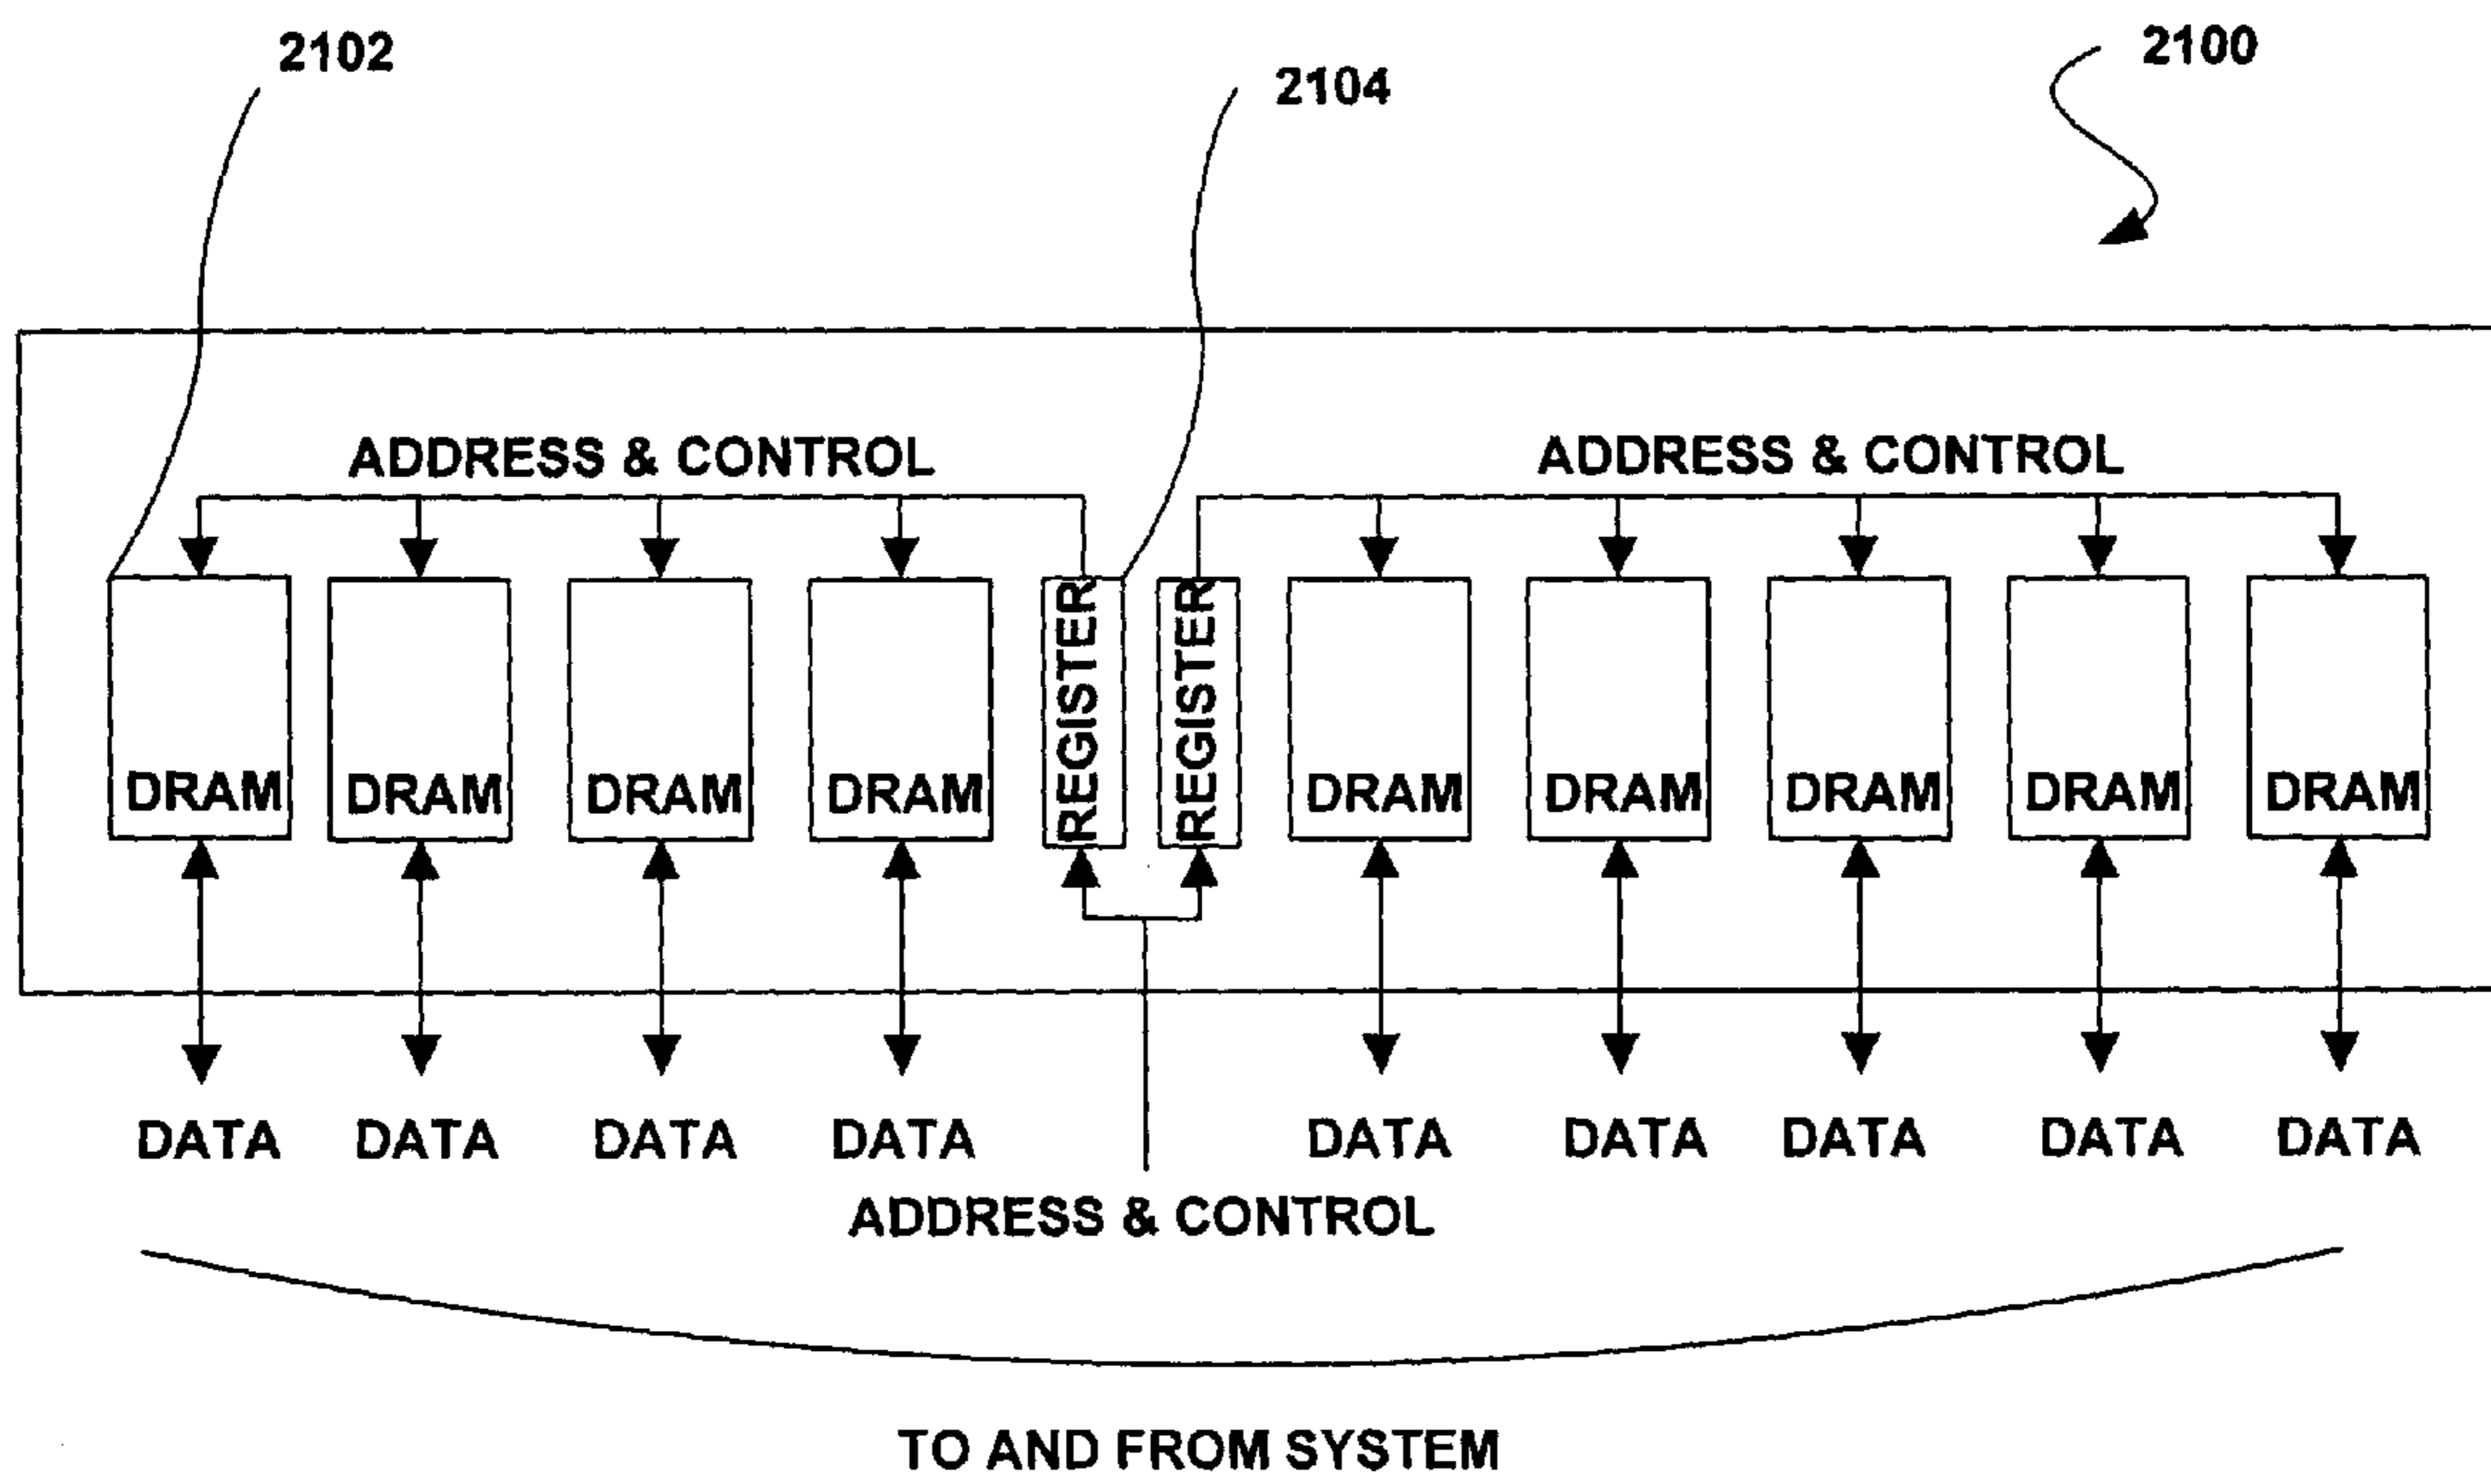 2102
2104
2100
ADDRESS & CONTROL
ADDRESS & CONTROL
REGISTER
REGISTER
DRAM
DRAM
DRAM
DRAM
DRAM
DRAM
DRAM
DRAM
DRAM
DATA
DATA
DATA
DATA
DATA
DATA
DATA
DATA
DATA
ADDRESS & CONTROL
TO AND FROM SYSTEM